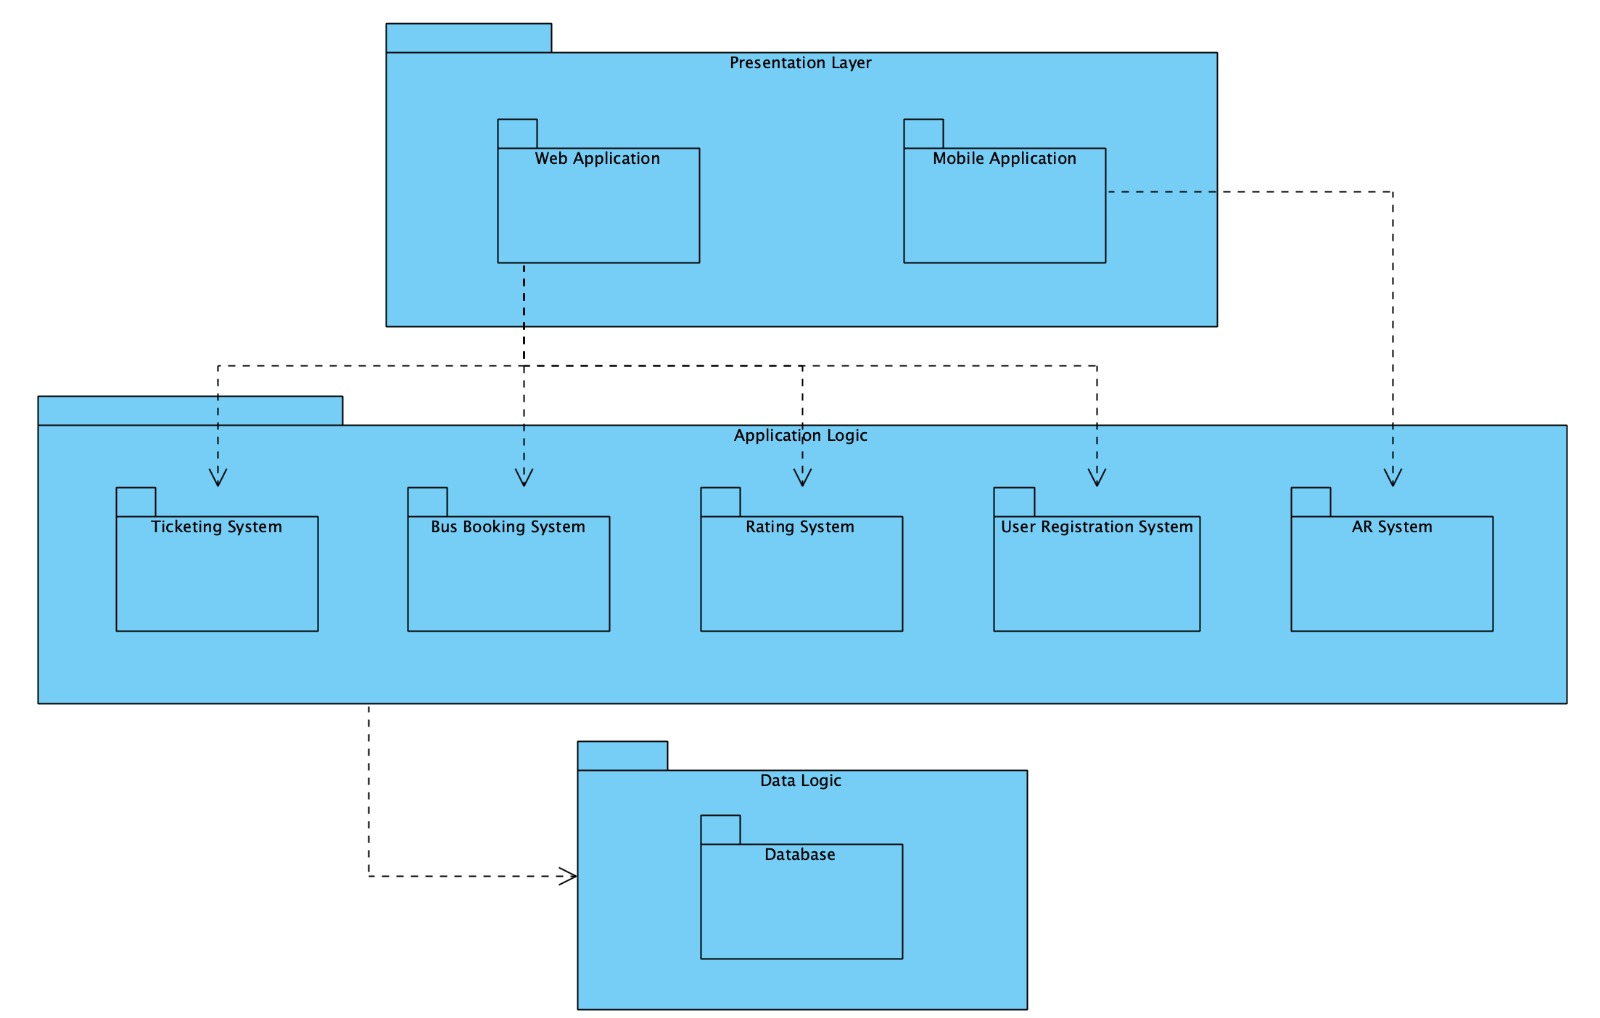 Presentation Layer
Web Application
Mobile Application
Application Logic
Ticketing System
Bus Booking System
Rating System
User Registration System
AR System
Data Logic
Database